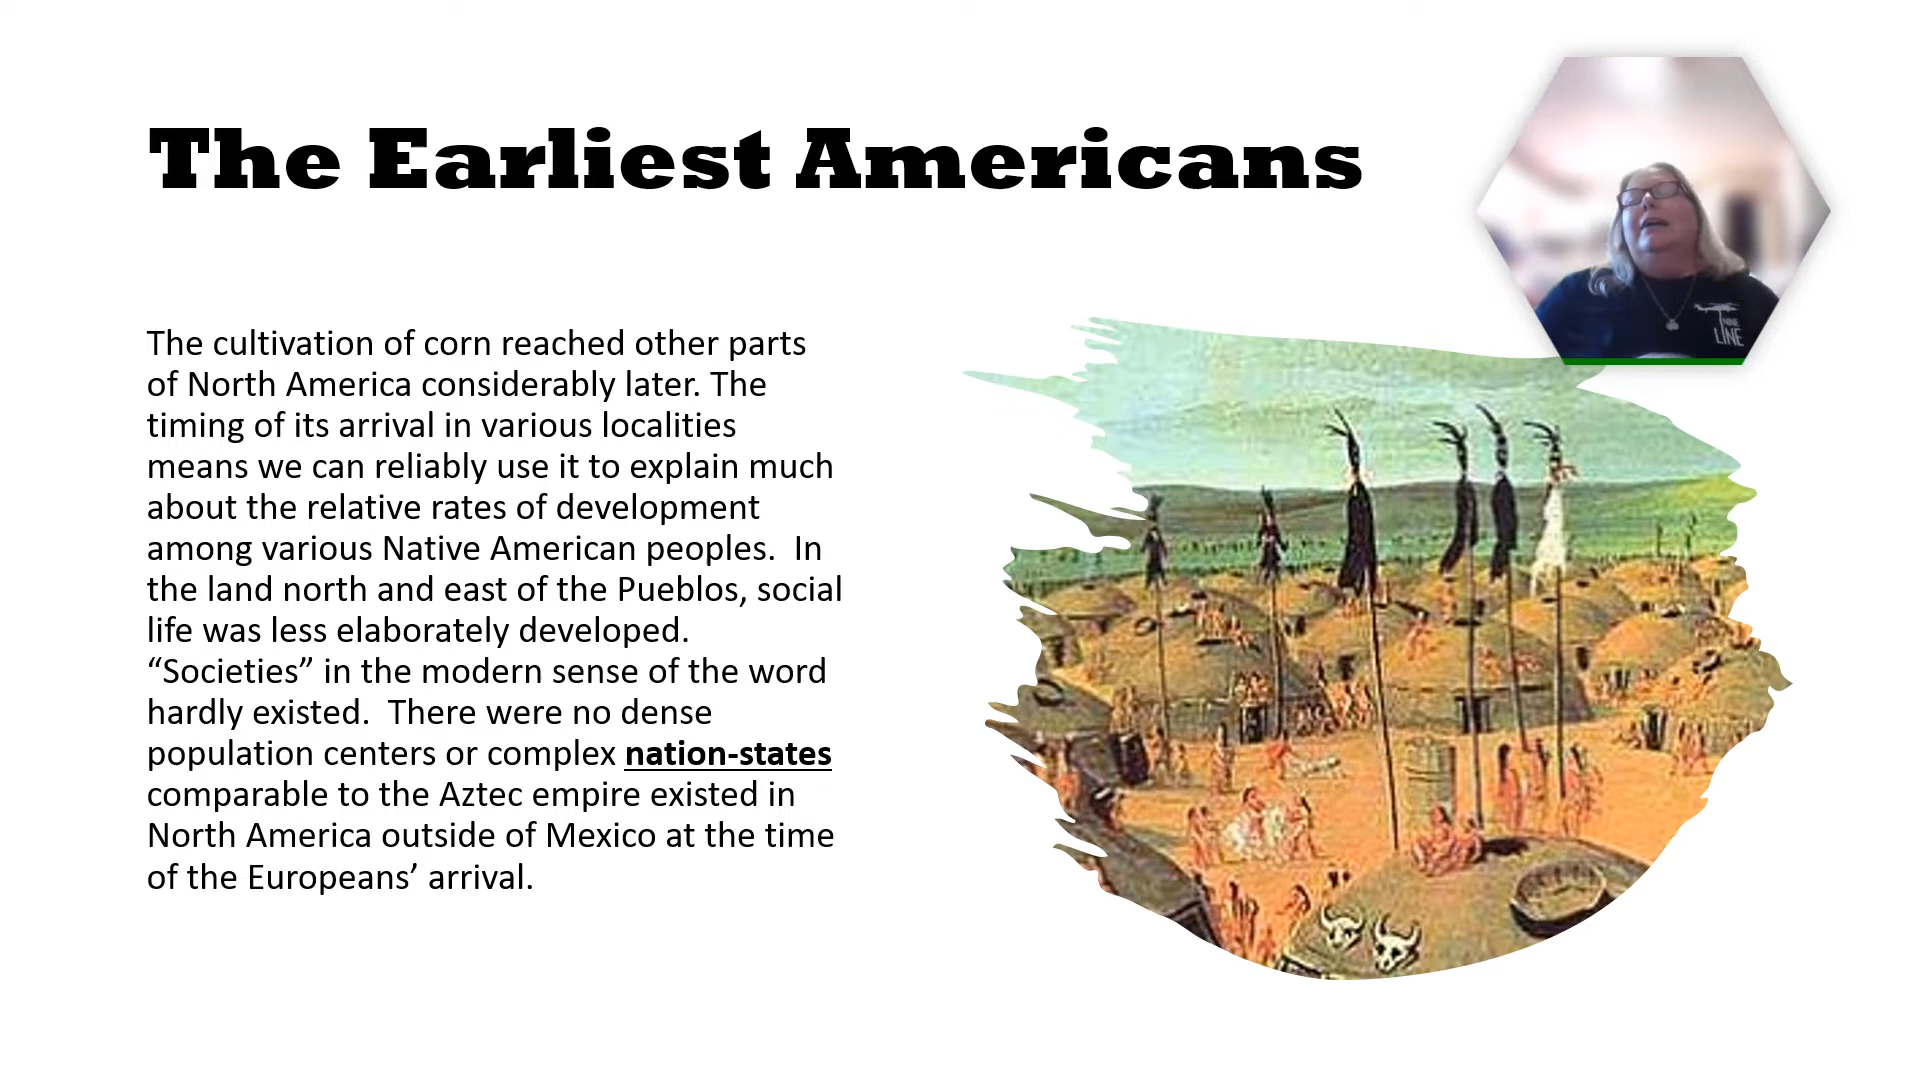 The Earliest Americans
The cultivation of corn reached other parts
of North America considerably later. The
timing of its arrival in various localities
means we can reliably use it to explain much
about the relative rates of development
among various Native American peoples.  In
the land north and east of the Pueblos, social
life was less elaborately developed.
“Societies” in the modern sense of the word
hardly existed.  There were no dense
population centers or complex nation-states
comparable to the Aztec empire existed in
North America outside of Mexico at the time
of the Europeans’ arrival.
NINE
LINE